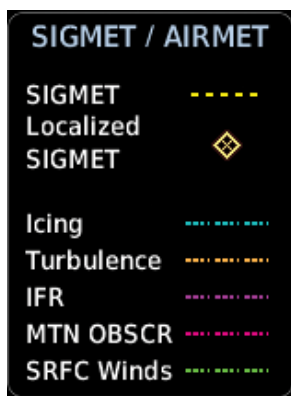 SIGMET / AIRMET
SIGMET
Localized
SIGMET
Icing
Turbulence
IFR
MTN OBSCR
SRFC Winds